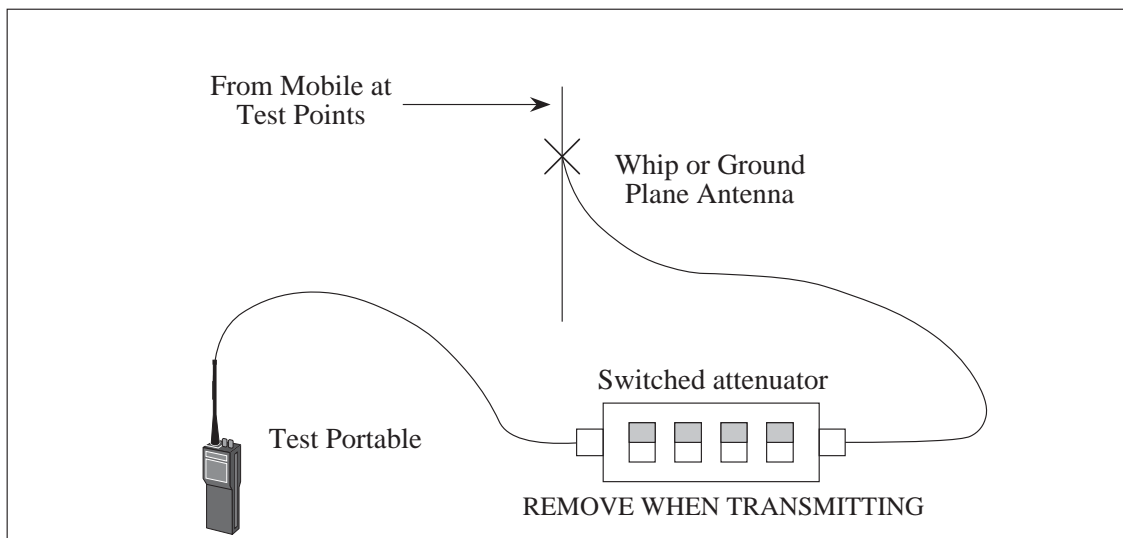 From Mobile at
Test Points
Whip or Ground
Plane Antenna
Switched attenuator
Test Portable
REMOVE WHEN TRANSMITTING